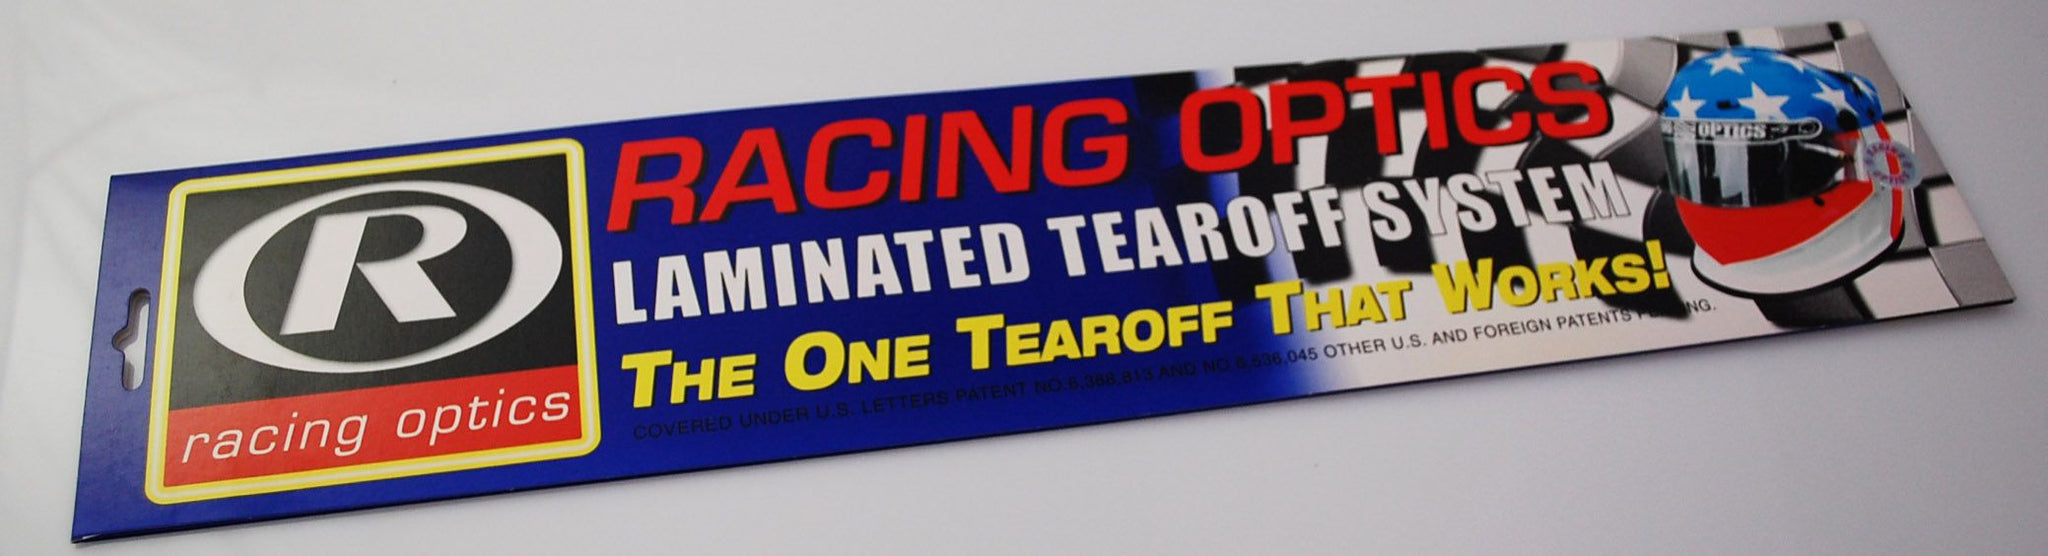 R
racing optics
RACING OPTICS
LAMINATED TEAROFF SYSTEM
THE ONE TEAROFF THAT WORKS!
COVERED UNDER U.S. LETTERS PATENT NO.6,388,813 AND NO 6,536,045 OTHER U.S. AND FOREIGN PATENTS
OPTICS